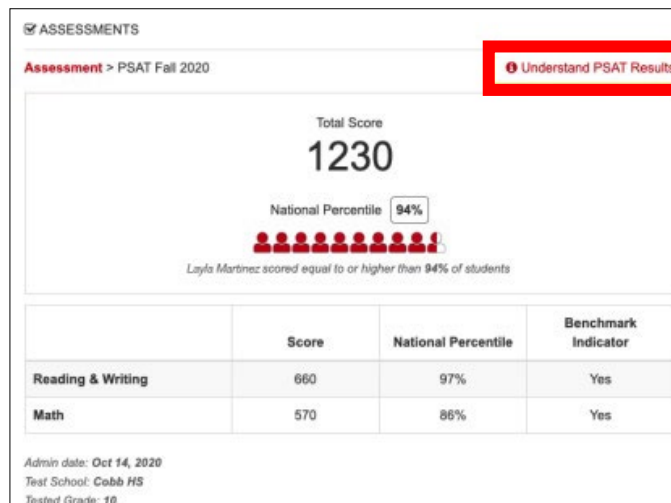 ASSESSMENTS
Assessment > PSAT Fall 2020
Understand PSAT Results
Total Score
1230
National Percentile 94%
Layla Martinez scored equal to or higher than 94% of students
Score National Percentile Benchmark Indicator
Reading & Writing 660 97% Yes
Math 570 86% Yes
Admin date: Oct 14, 2020
Test School: Cobb HS
Tested Grade: 10